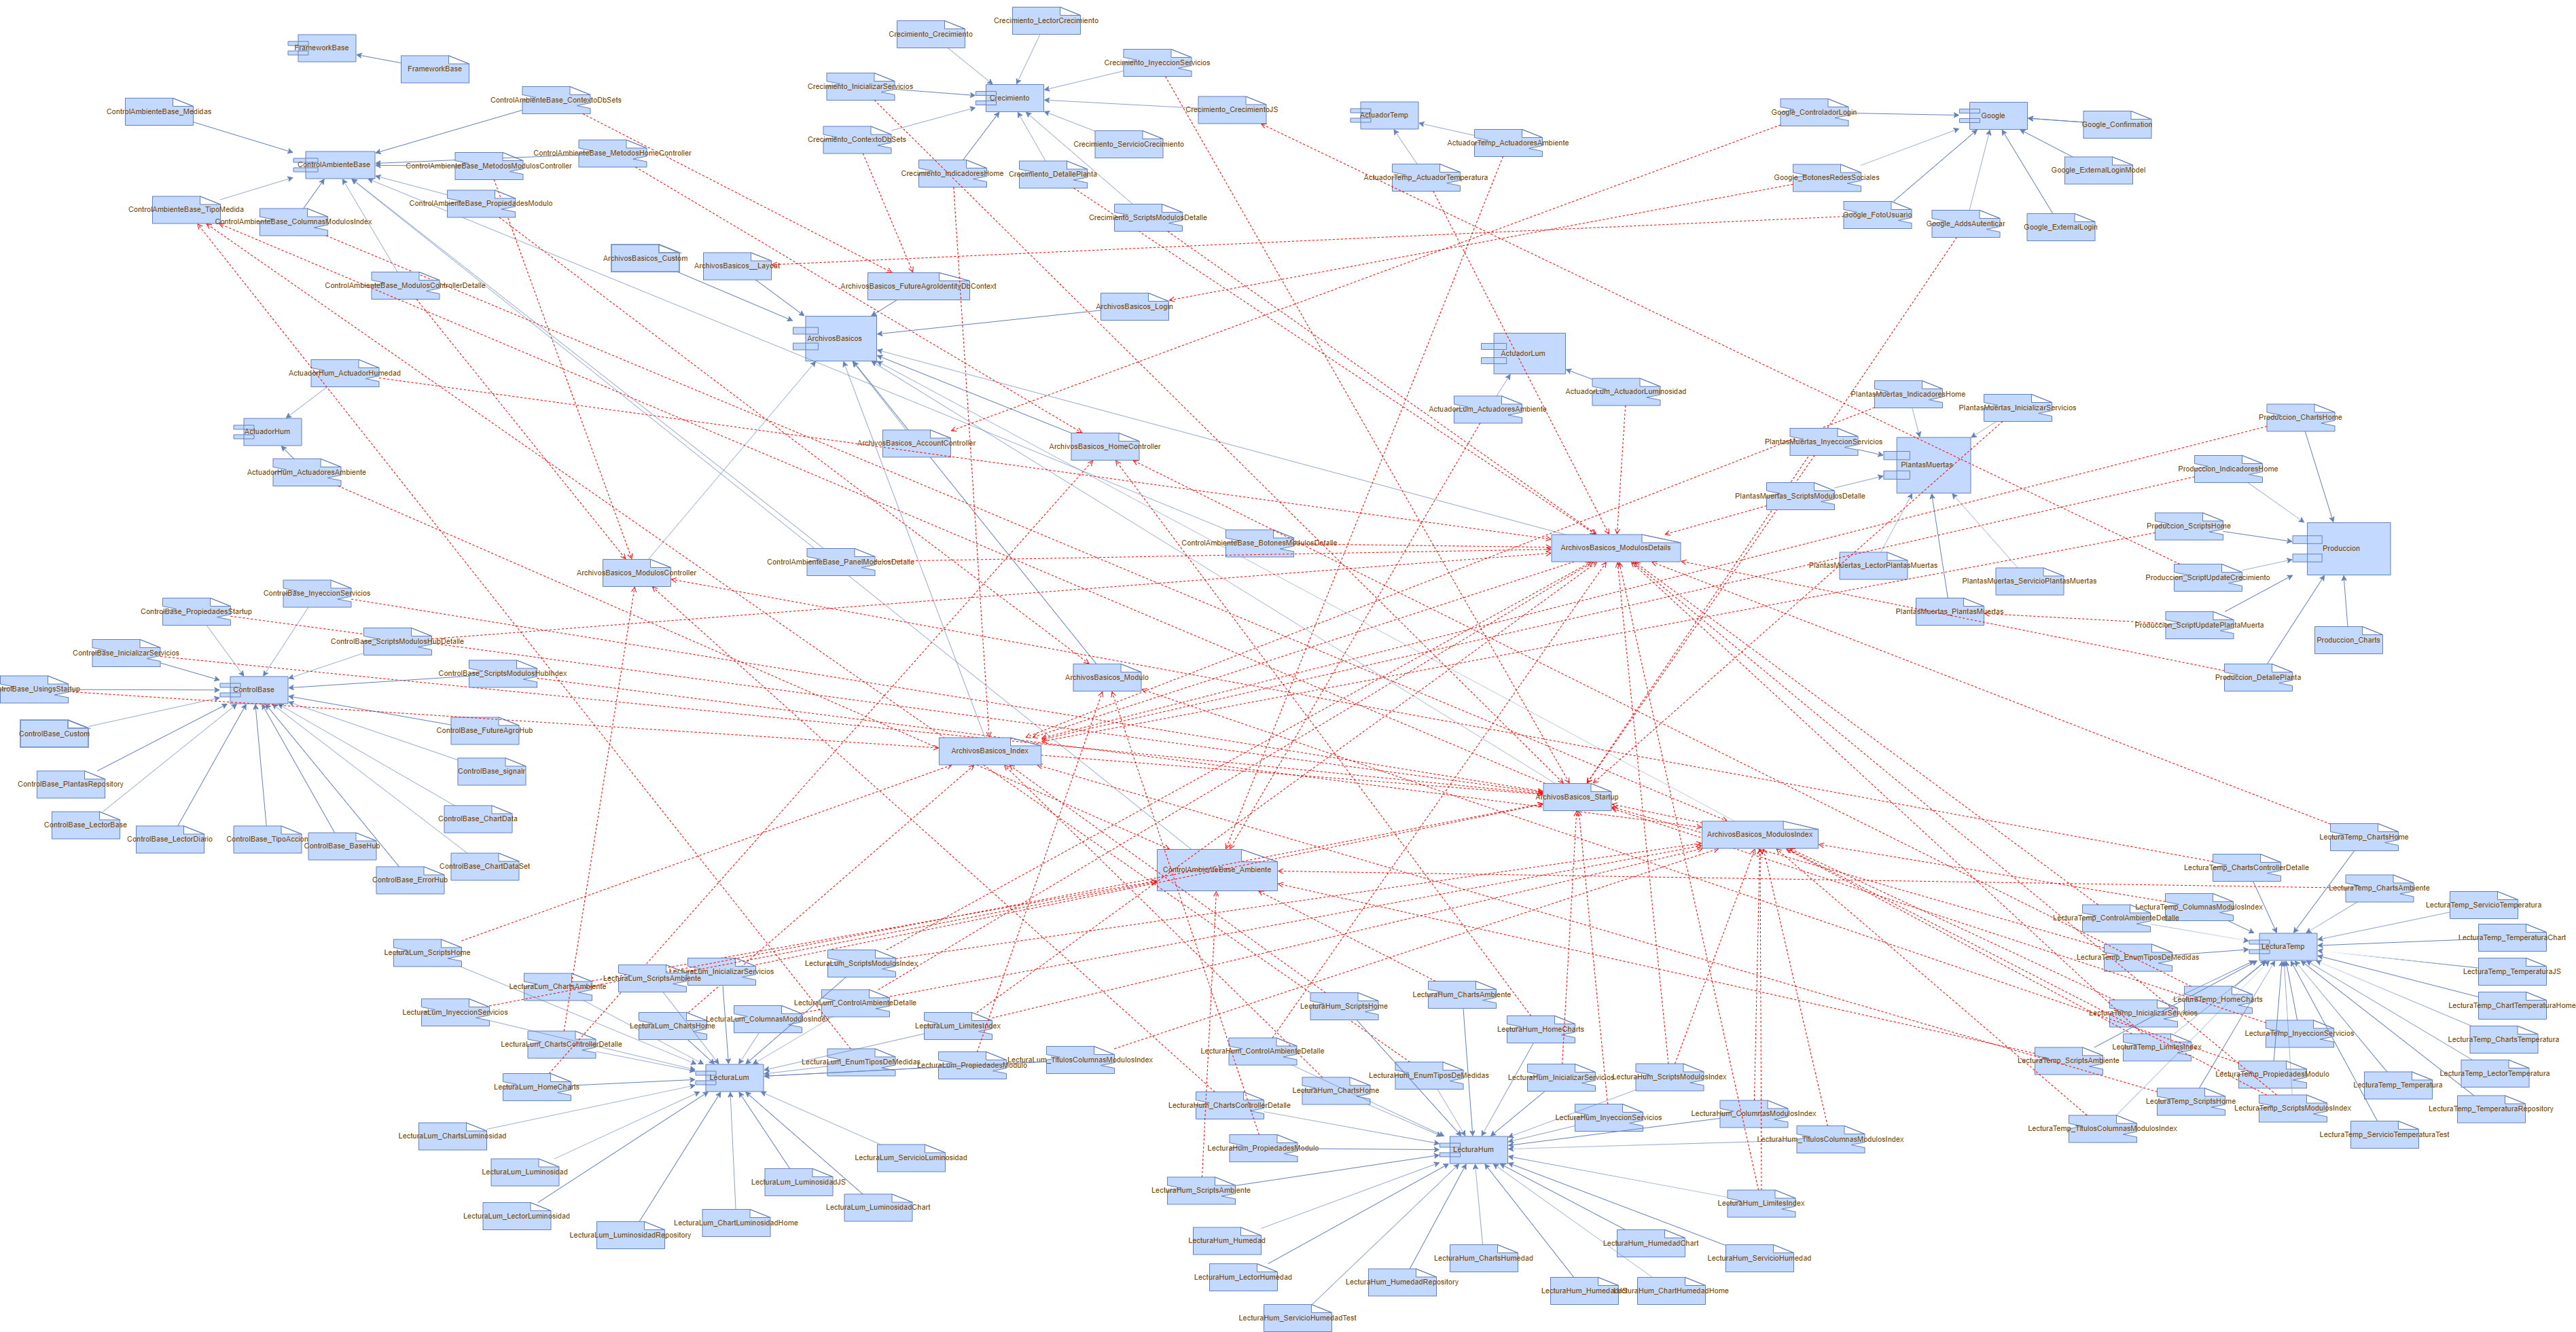 Crecimiento_LectorCrecimiento
Crecimiento_Crecimiento
FrameworkBase
FrameworkBase
Crecimiento_InyeccionServicios
Crecimiento_InicializarServicios
Crecimiento
ControlAmbienteBase_ContextoDbSets
ControlAmbienteBase_Medidas
Crecimiento_CrecimientoJS
ActuadorTemp
Google_ControladorLogin
Google
Google_Confirmation
Crecimiento_ContextoDbSets
Crecimiento_ServicioCrecimiento
ActuadorTemp_ActuadoresAmbiente
ControlAmbienteBase_MetodosHomeController
ControlAmbienteBase
ControlAmbienteBase_MetodosModulosController
Crecimiento_IndicadoresHome
Crecimiento_DetallePlanta
ActuadorTemp_ActuadorTemperatura
Google_BotonesRedesSociales
Google_ExternalLoginModel
ControlAmbienteBase_TipoMedida
ControlAmbienteBase_PropiedadesModulo
ControlAmbienteBase_ColumnasModulosIndex
Crecimiento_ScriptsModulosDetalle
Google_FotoUsuario
Google_AddsAutenticar
Google_ExternalLogin
ArchivosBasicos_Custom
ArchivosBasicos__Layout
ControlAmbienteBase_ModulosControllerDetalle
ArchivosBasicos_FutureAgroIdentityDbContext
ArchivosBasicos_Login
ArchivosBasicos
ActuadorLum
ActuadorHum_ActuadorHumedad
ActuadorLum_ActuadorLuminosidad
ActuadorLum_ActuadoresAmbiente
PlantasMuertas_IndicadoresHome
PlantasMuertas_InicializarServicios
Produccion_ChartsHome
ActuadorHum
ArchivosBasicos_AccountController
ArchivosBasicos_HomeController
PlantasMuertas_InyeccionServicios
PlantasMuertas
ActuadorHum_ActuadoresAmbiente
Produccion_IndicadoresHome
PlantasMuertas_ScriptsModulosDetalle
Produccion_ScriptsHome
ControlAmbienteBase_BotonesModulosDetalle
ArchivosBasicos_ModulosDetails
Produccion
ControlAmbienteBase_PanelModulosDetalle
ArchivosBasicos_ModulosController
PlantasMuertas_LectorPlantasMuertas
PlantasMuertas_ServicioPlantasMuertas
Produccion_ScriptUpdateCrecimiento
ControlBase_InyeccionServicios
ControlBase_PropiedadesStartup
PlantasMuertas_PlantasMuertas
Produccion_ScriptUpdatePlantaMuerta
ControlBase_ScriptsModulosHubDetalle
Produccion_Charts
ControlBase_InicializarServicios
ControlBase_ScriptsModulosHubIndex
ArchivosBasicos_Modulo
Produccion_DetallePlanta
trolBase_UsingsStartup
ControlBase
ControlBase_Custom
ControlBase_FutureAgroHub
ArchivosBasicos_Index
ControlBase_signalr
ControlBase_PlantasRepository
ArchivosBasicos_Startup
ControlBase_LectorBase
ControlBase_ChartData
ControlBase_LectorDiario
ControlBase_TipoAccion
ControlBase_BaseHub
ArchivosBasicos_ModulosIndex
LecturaTemp_ChartsHome
ControlBase_ChartDataSet
ControlBase_ErrorHub
ControlAmbienteBase_Ambiente
LecturaTemp_ChartsControllerDetalle
LecturaTemp_ChartsAmbiente
LecturaTemp_ColumnasModulosIndex
LecturaTemp_ServicioTemperatura
LecturaTemp_ControlAmbienteDetalle
LecturaTemp_TemperaturaChart
LecturaTemp
LecturaLum_ScriptsHome
LecturaTemp_EnumTiposDeMedidas
LecturaLum_ScriptsModulosIndex
LecturaLum_InicializarServicios
LecturaLum_ScriptsAmbiente
LecturaTemp_TemperaturaJS
LecturaLum_ChartsAmbiente
LecturaHum_ChartsAmbiente
LecturaTemp_HomeCharts
LecturaLum_ControlAmbienteDetalle
LecturaHum_ScriptsHome
LecturaTemp_ChartTemperaturaHome
LecturaLum_InyeccionServicios
LecturaTemp_InicializarServicios
LecturaLum_ColumnasModulosIndex
LecturaLum_ChartsHome
LecturaLum_LimitesIndex
LecturaHum_HomeCharts
LecturaTemp_InyeccionServicios
LecturaTemp_ChartsTemperatura
LecturaLum_ChartsControllerDetalle
LecturaTemp_LimitesIndex
LecturaHum_ControlAmbienteDetalle
LecturaLum_TitulosColumnasModulosIndex
LecturaTemp_ScriptsAmbiente
LecturaLum_EnumTiposDeMedidas
LecturaLum_PropiedadesModulo
LecturaTemp_PropiedadesModulo
LecturaTemp_LectorTemperatura
LecturaHum_EnumTiposDeMedidas
LecturaHum_InicializarServicios
LecturaHum_ScriptsModulosIndex
LecturaLum
LecturaTemp_Temperatura
LecturaLum_HomeCharts
LecturaHum_ChartsHome
LecturaTemp_ScriptsHome
LecturaHum_ChartsControllerDetalle
LecturaTemp_ScriptsModulosIndex
LecturaTemp_TemperaturaRepository
LecturaHum_ColumnasModulosIndex
LecturaHum_InyeccionServicios
LecturaTemp_TitulosColumnasModulosIndex
LecturaLum_ChartsLuminosidad
LecturaTemp_ServicioTemperaturaTest
LecturaHum_TitulosColumnasModulosIndex
LecturaHum_PropiedadesModulo
LecturaHum
LecturaLum_ServicioLuminosidad
LecturaLum_Luminosidad
LecturaLum_LuminosidadJS
LecturaHum_ScriptsAmbiente
LecturaHum_LimitesIndex
LecturaLum_LuminosidadChart
LecturaLum_LectorLuminosidad
LecturaLum_ChartLuminosidadHome
LecturaLum_LuminosidadRepository
LecturaHum_Humedad
LecturaHum_HumedadChart
LecturaHum_ChartsHumedad
LecturaHum_ServicioHumedad
LecturaHum_LectorHumedad
LecturaHum_HumedadRepository
LecturaHum_ChartHumedadHome
LecturaHum_ServicioHumedadTest